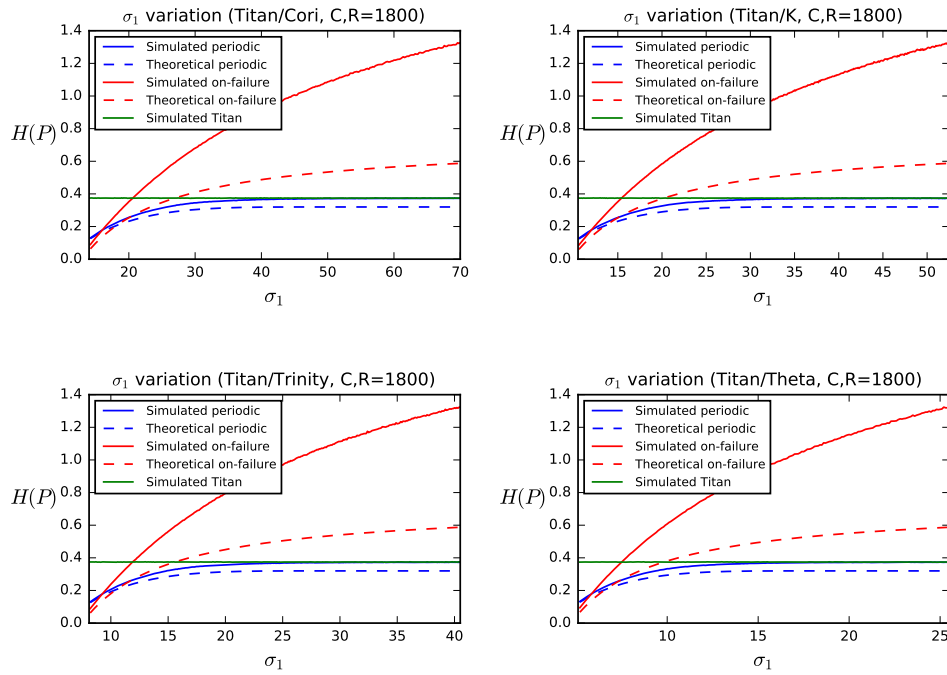 σ₁ variation (Titan/Cori, C,R=1800)
1.4
1.2
1.0
0.8
0.6
0.4
0.2
0.0
H(P)
Simulated periodic
Theoretical periodic
Simulated on-failure
Theoretical on-failure
Simulated Titan
20 30 40 50 60 70
σ₁
σ₁ variation (Titan/K, C,R=1800)
1.4
1.2
1.0
0.8
0.6
0.4
0.2
0.0
H(P)
Simulated periodic
Theoretical periodic
Simulated on-failure
Theoretical on-failure
Simulated Titan
15 20 25 30 35 40 45 50
σ₁
σ₁ variation (Titan/Trinity, C,R=1800)
1.4
1.2
1.0
0.8
0.6
0.4
0.2
0.0
H(P)
Simulated periodic
Theoretical periodic
Simulated on-failure
Theoretical on-failure
Simulated Titan
10 15 20 25 30 35 40
σ₁
σ₁ variation (Titan/Theta, C,R=1800)
1.4
1.2
1.0
0.8
0.6
0.4
0.2
0.0
H(P)
Simulated periodic
Theoretical periodic
Simulated on-failure
Theoretical on-failure
Simulated Titan
10 15 20 25
σ₁